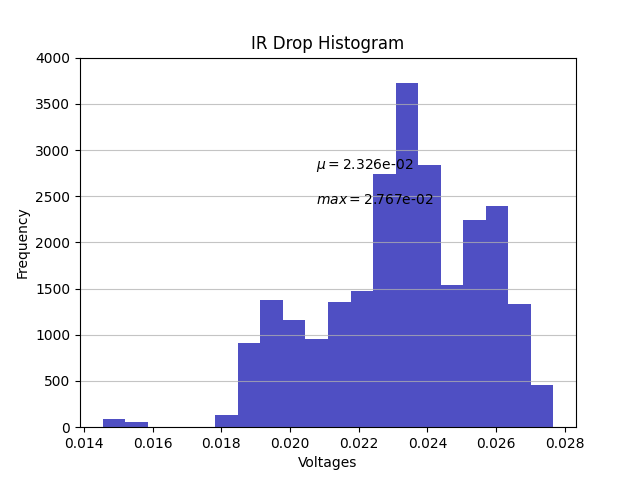 IR Drop Histogram
4000
3500
3000
2500
2000
1500
1000
500
0
Frequency
μ = 2.326e-02
max = 2.767e-02
0.014 0.016 0.018 0.020 0.022 0.024 0.026 0.028
Voltages